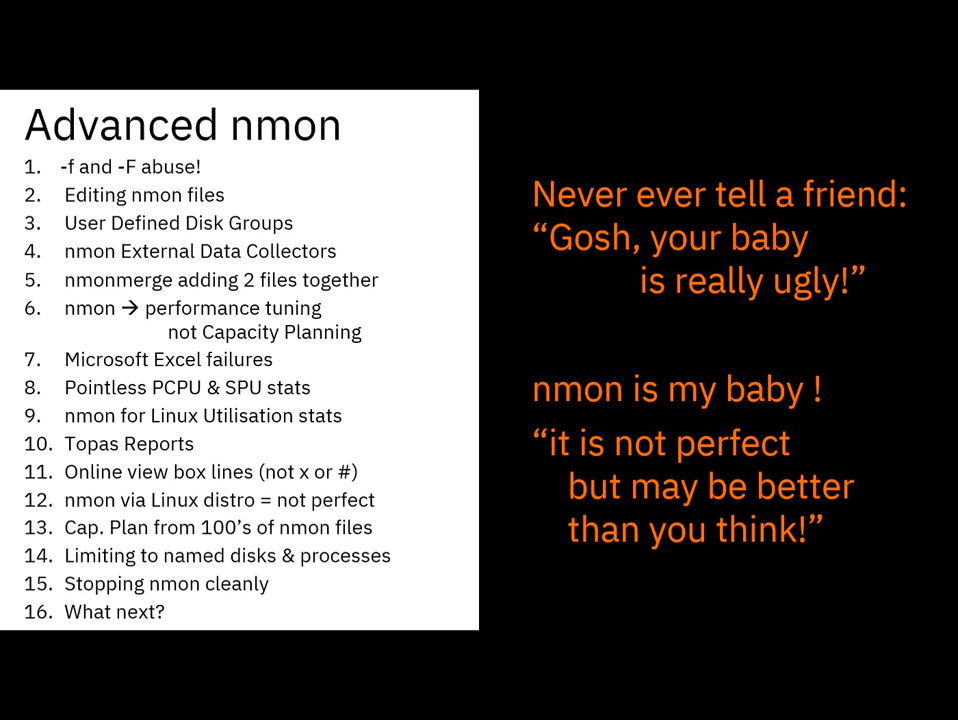 Advanced nmon
1. -f and -F abuse!
2. Editing nmon files
3. User Defined Disk Groups
4. nmon External Data Collectors
5. nmonmerge adding 2 files together
6. nmon → performance tuning
not Capacity Planning
7. Microsoft Excel failures
8. Pointless PCPU & SPU stats
9. nmon for Linux Utilisation stats
10. Topas Reports
11. Online view box lines (not x or #)
12. nmon via Linux distro = not perfect
13. Cap. Plan from 100’s of nmon files
14. Limiting to named disks & processes
15. Stopping nmon cleanly
16. What next?
Never ever tell a friend:
“Gosh, your baby
is really ugly!”
nmon is my baby !
“it is not perfect
but may be better
than you think!”